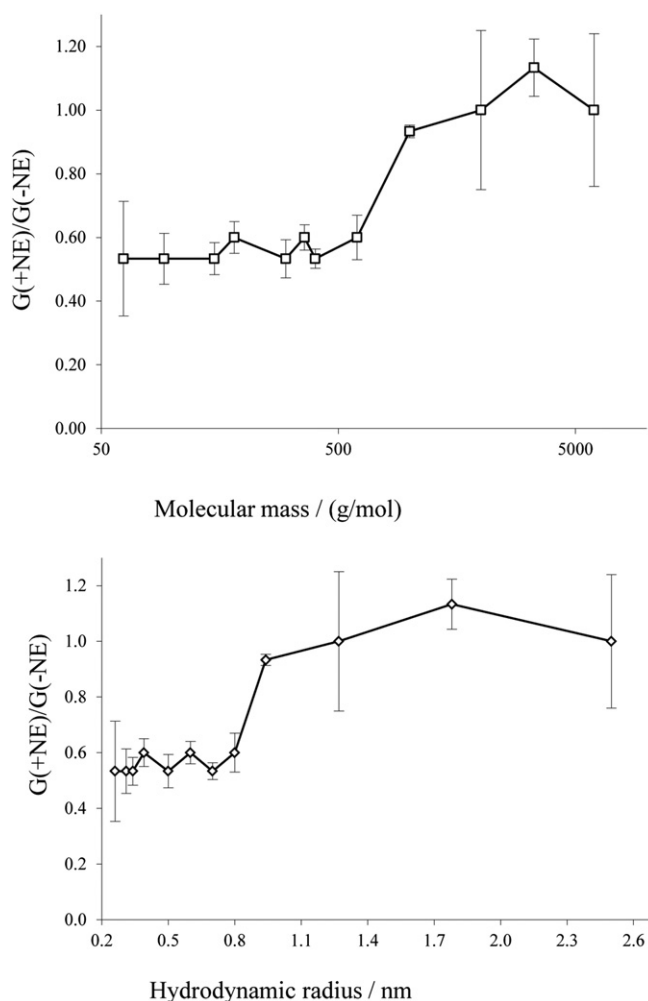 G(+NE)/G(-NE)
1.20
1.00
0.80
0.60
0.40
0.20
0.00
50 500 5000
Molecular mass / (g/mol)
G(+NE)/G(-NE)
1.2
1.0
0.8
0.6
0.4
0.2
0.0
0.2 0.5 0.8 1.1 1.4 1.7 2.0 2.3 2.6
Hydrodynamic radius / nm